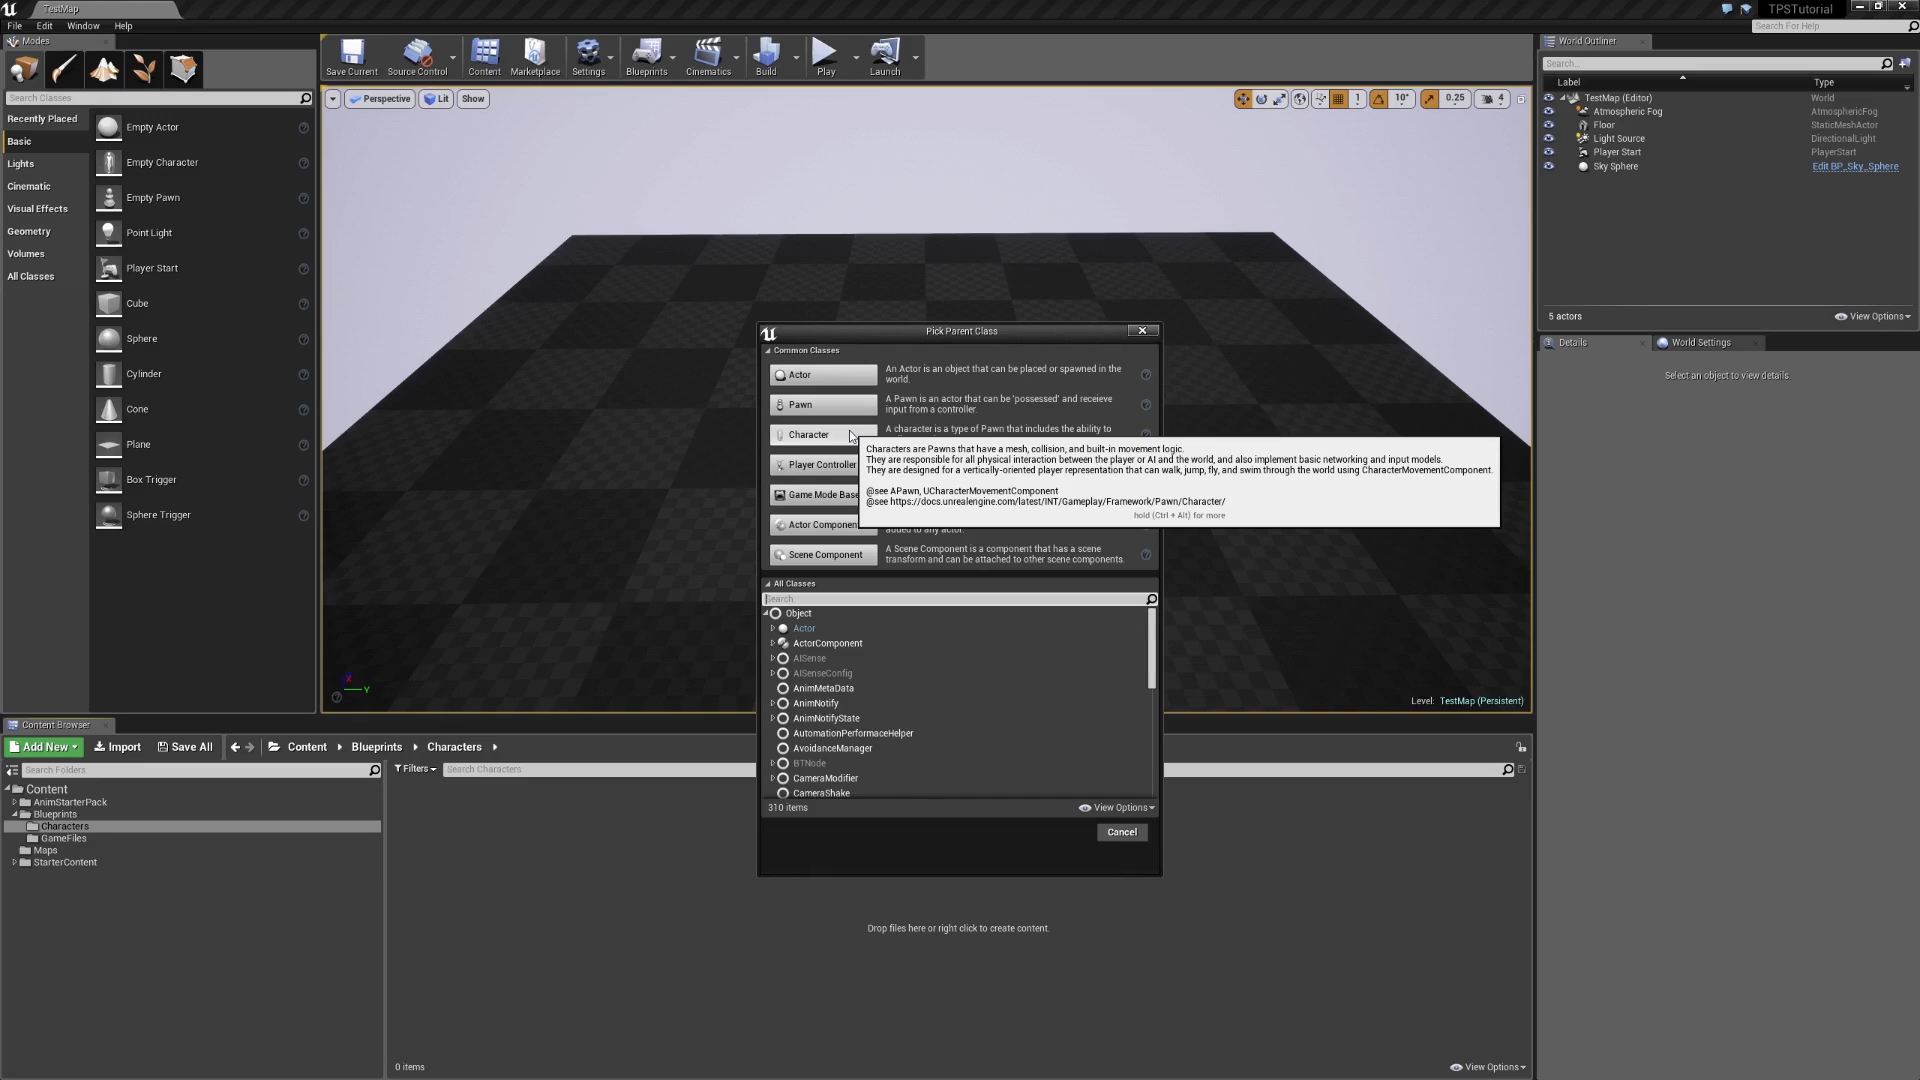 TestMap
TPSTutorial
File Edit Window Help
Search For Help
Modes
Save Current
Source Control
Content
Marketplace
Settings
Blueprints
Cinematics
Build
Play
Launch
World Outliner
Search...
Label
Type
TestMap (Editor)
World
Atmospheric Fog
AtmosphericFog
Floor
StaticMeshActor
Light Source
DirectionalLight
Player Start
PlayerStart
Sky Sphere
Edit BP_Sky_Sphere
5 actors
View Options
Details
World Settings
Select an object to view details.
Search Classes
Recently Placed
Basic
Lights
Cinematic
Visual Effects
Geometry
Volumes
All Classes
Empty Actor
Empty Character
Empty Pawn
Point Light
Player Start
Cube
Sphere
Cylinder
Cone
Plane
Box Trigger
Sphere Trigger
Perspective
Lit
Show
1
10°
0.25
4
Pick Parent Class
Common Classes
Actor
An Actor is an object that can be placed or spawned in the
world.
Pawn
A Pawn is an actor that can be 'possessed' and receieve
input from a controller.
Character
A character is a type of Pawn that includes the ability to
Player Controller
Game Mode Base
Actor Component
added to any actor.
Scene Component
A Scene Component is a component that has a scene
transform and can be attached to other scene components.
Characters are Pawns that have a mesh, collision, and built-in movement logic.
They are responsible for all physical interaction between the player or AI and the world, and also implement basic networking and input models.
They are designed for a vertically-oriented player representation that can walk, jump, fly, and swim through the world using CharacterMovementComponent.
@see APawn, UCharacterMovementComponent
@see https://docs.unrealengine.com/latest/INT/Gameplay/Framework/Pawn/Character/
hold (Ctrl + Alt) for more
All Classes
Search
Object
Actor
ActorComponent
AISense
AISenseConfig
AnimMetaData
AnimNotify
AnimNotifyState
AutomationPerformaceHelper
AvoidanceManager
BTNode
CameraModifier
CameraShake
310 items
View Options
Cancel
X
Y
Level: TestMap (Persistent)
Content Browser
Add New
Import
Save All
Content
Blueprints
Characters
Search Folders
Filters
Search Characters
Content
AnimStarterPack
Blueprints
Characters
GameFiles
Maps
StarterContent
Drop files here or right click to create content.
0 items
View Options